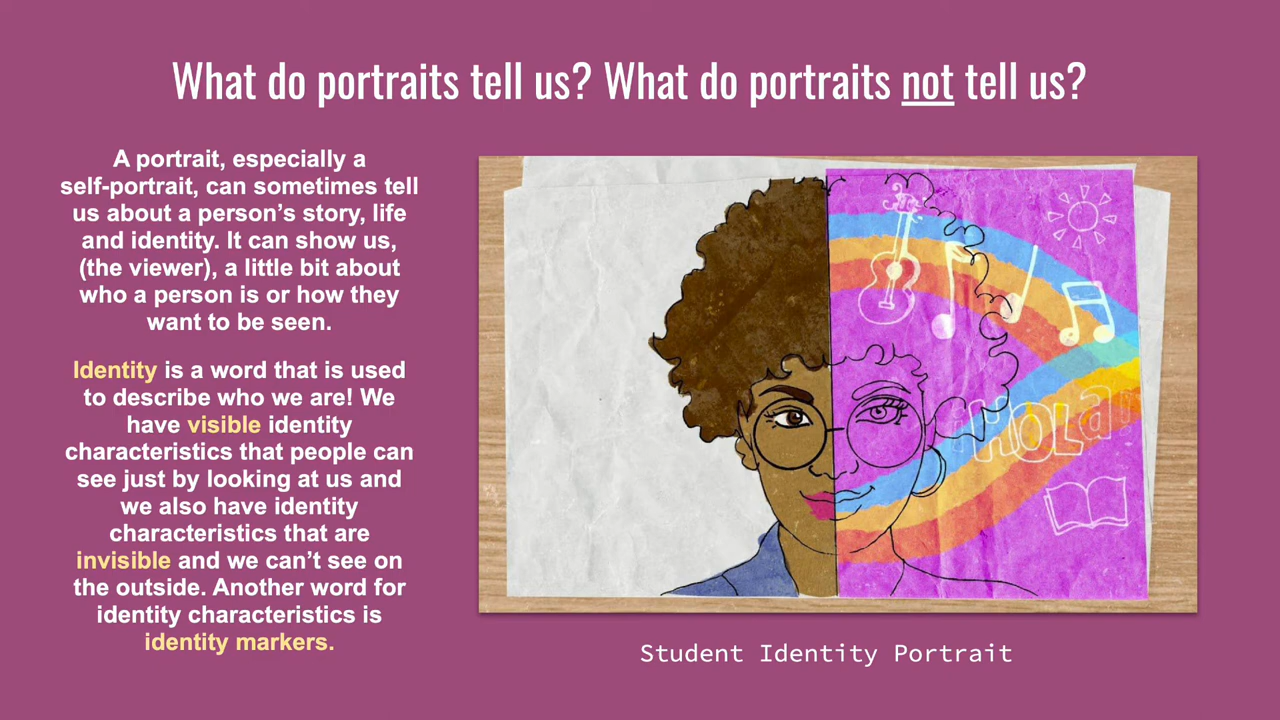 What do portraits tell us? What do portraits not tell us?
A portrait, especially a
self-portrait, can sometimes tell
us about a person’s story, life
and identity. It can show us,
(the viewer), a little bit about
who a person is or how they
want to be seen.
Identity is a word that is used
to describe who we are! We
have visible identity
characteristics that people can
see just by looking at us and
we also have identity
characteristics that are
invisible and we can’t see on
the outside. Another word for
identity characteristics is
identity markers.
¡HOLa!
Student Identity Portrait